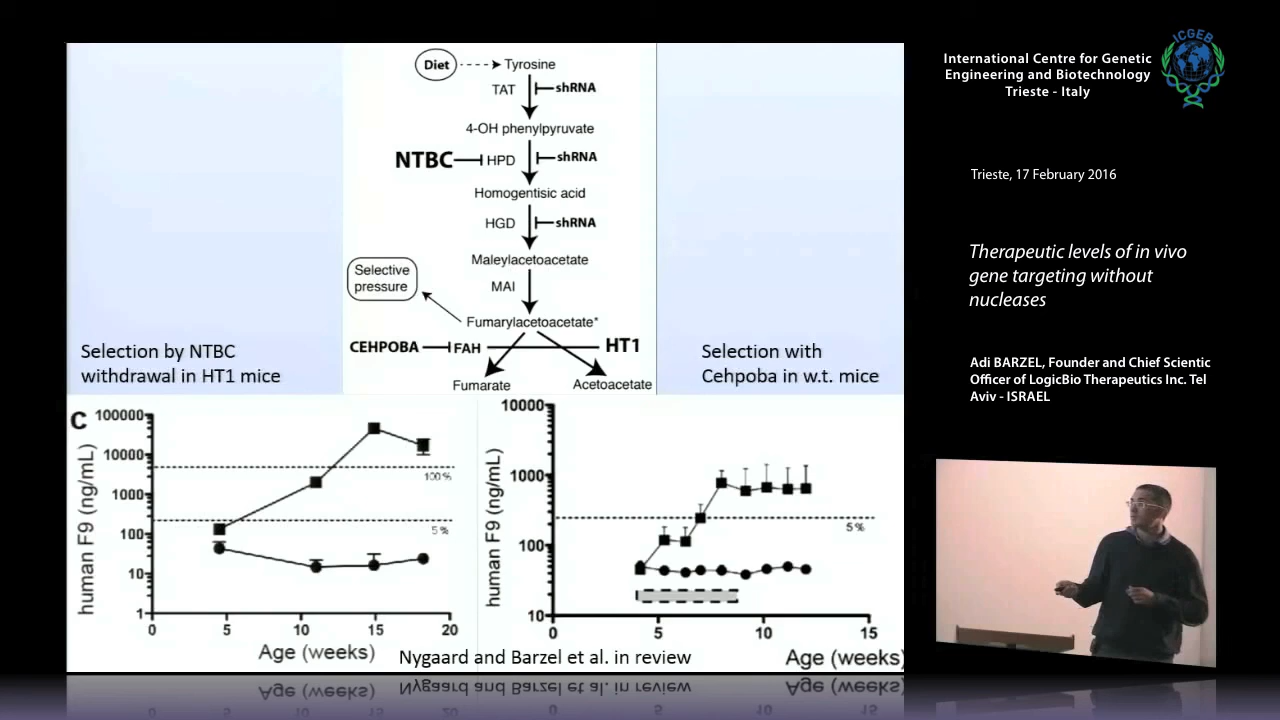 Diet
Tyrosine
TAT
shRNA
4-OH phenylpyruvate
NTBC
HPD
shRNA
Homogentisic acid
HGD
shRNA
Maleylacetoacetate
MAI
Selective
pressure
Fumarylacetoacetate*
CEHPOBA
FAH
HT1
Fumarate
Acetoacetate
Selection by NTBC
withdrawal in HT1 mice
Selection with
Cehpoba in w.t. mice
C
human F9 (ng/mL)
100000
10000
1000
100
10
1
100%
5%
0
5
10
15
20
Age (weeks)
human F9 (ng/mL)
10000
1000
100
10
5%
0
5
10
15
Age (weeks)
Nygaard and Barzel et al. in review
International Centre for Genetic
Engineering and Biotechnology
Trieste - Italy
ICGEB
Trieste, 17 February 2016
Therapeutic levels of in vivo
gene targeting without
nucleases
Adi BARZEL, Founder and Chief Scientic
Officer of LogicBio Therapeutics Inc. Tel
Aviv - ISRAEL